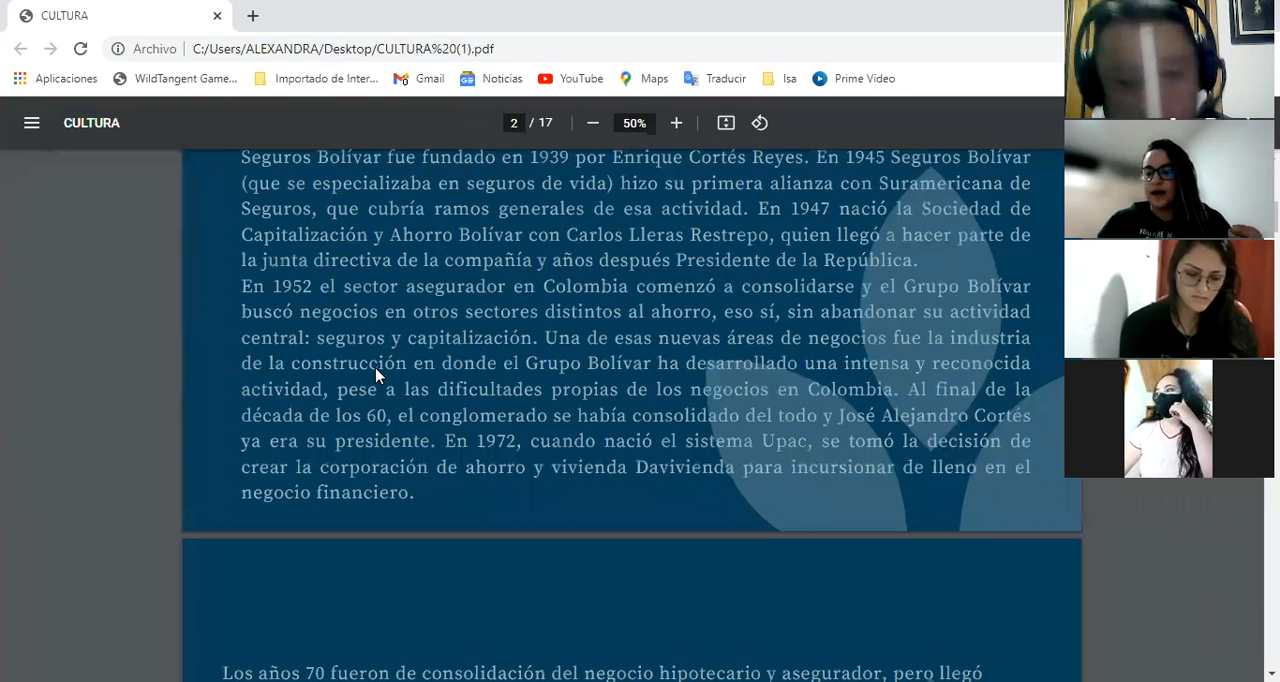 CULTURA
Archivo C:/Users/ALEXANDRA/Desktop/CULTURA%20(1).pdf
Aplicaciones WildTangent Game... Importado de Inter... Gmail Noticias YouTube Maps Traducir Isa Prime Video
CULTURA 2 / 17 50%
Seguros Bolívar fue fundado en 1939 por Enrique Cortés Reyes. En 1945 Seguros Bolívar
(que se especializaba en seguros de vida) hizo su primera alianza con Suramericana de
Seguros, que cubría ramos generales de esa actividad. En 1947 nació la Sociedad de
Capitalización y Ahorro Bolívar con Carlos Lleras Restrepo, quien llegó a hacer parte de
la junta directiva de la compañía y años después Presidente de la República.
En 1952 el sector asegurador en Colombia comenzó a consolidarse y el Grupo Bolívar
buscó negocios en otros sectores distintos al ahorro, eso sí, sin abandonar su actividad
central: seguros y capitalización. Una de esas nuevas áreas de negocios fue la industria
de la construcción en donde el Grupo Bolívar ha desarrollado una intensa y reconocida
actividad, pese a las dificultades propias de los negocios en Colombia. Al final de la
década de los 60, el conglomerado se había consolidado del todo y José Alejandro Cortés
ya era su presidente. En 1972, cuando nació el sistema Upac, se tomó la decisión de
crear la corporación de ahorro y vivienda Davivienda para incursionar de lleno en el
negocio financiero.
Los años 70 fueron de consolidación del negocio hipotecario y asegurador, pero llegó